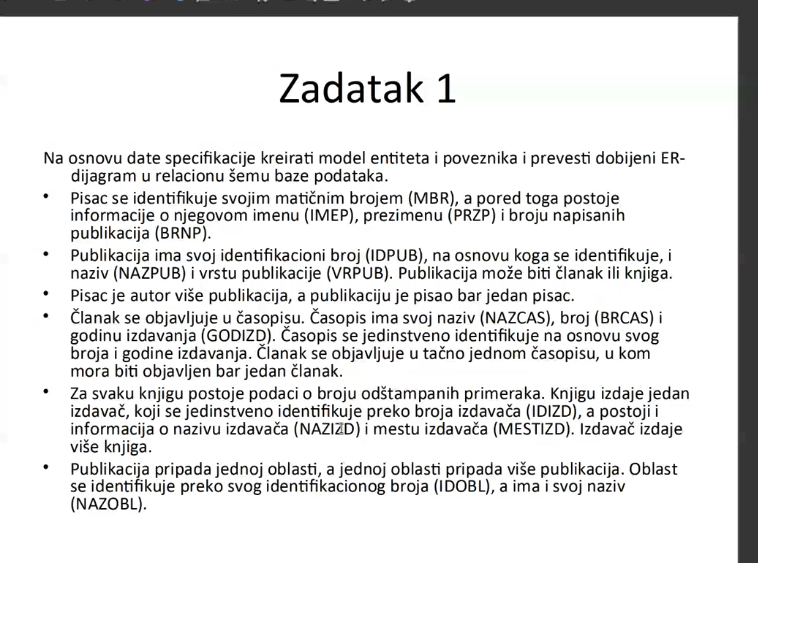 Zadatak 1
Na osnovu date specifikacije kreirati model entiteta i poveznika i prevesti dobijeni ER-
dijagram u relacionu šemu baze podataka.
• Pisac se identifikuje svojim matičnim brojem (MBR), a pored toga postoje
informacije o njegovom imenu (IMEP), prezimenu (PRZP) i broju napisanih
publikacija (BRNP).
• Publikacija ima svoj identifikacioni broj (IDPUB), na osnovu koga se identifikuje, i
naziv (NAZPUB) i vrstu publikacije (VRPUB). Publikacija može biti članak ili knjiga.
• Pisac je autor više publikacija, a publikaciju je pisao bar jedan pisac.
• Članak se objavljuje u časopisu. Časopis ima svoj naziv (NAZCAS), broj (BRCAS) i
godinu izdavanja (GODIZD). Časopis se jedinstveno identifikuje na osnovu svog
broja i godine izdavanja. Članak se objavljuje u tačno jednom časopisu, u kom
mora biti objavljen bar jedan članak.
• Za svaku knjigu postoje podaci o broju odštampanih primeraka. Knjigu izdaje jedan
izdavač, koji se jedinstveno identifikuje preko broja izdavača (IDIZD), a postoji i
informacija o nazivu izdavača (NAZIZD) i mestu izdavača (MESTIZD). Izdavač izdaje
više knjiga.
• Publikacija pripada jednoj oblasti, a jednoj oblasti pripada više publikacija. Oblast
se identifikuje preko svog identifikacionog broja (IDOBL), a ima i svoj naziv
(NAZOBL).